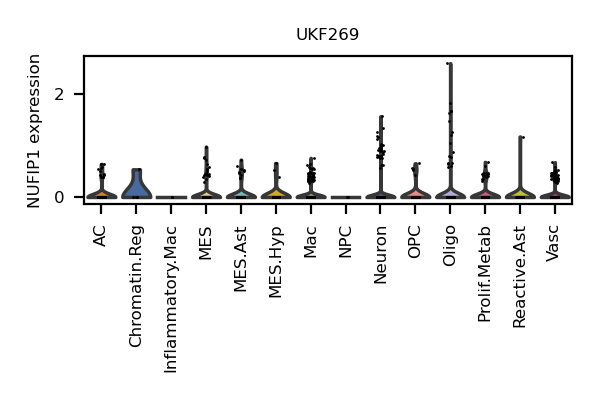 UKF269
NUFIP1 expression
2
0
AC
Chromatin.Reg
Inflammatory.Mac
MES
MES.Ast
MES.Hyp
Mac
NPC
Neuron
OPC
Oligo
Prolif.Metab
Reactive.Ast
Vasc